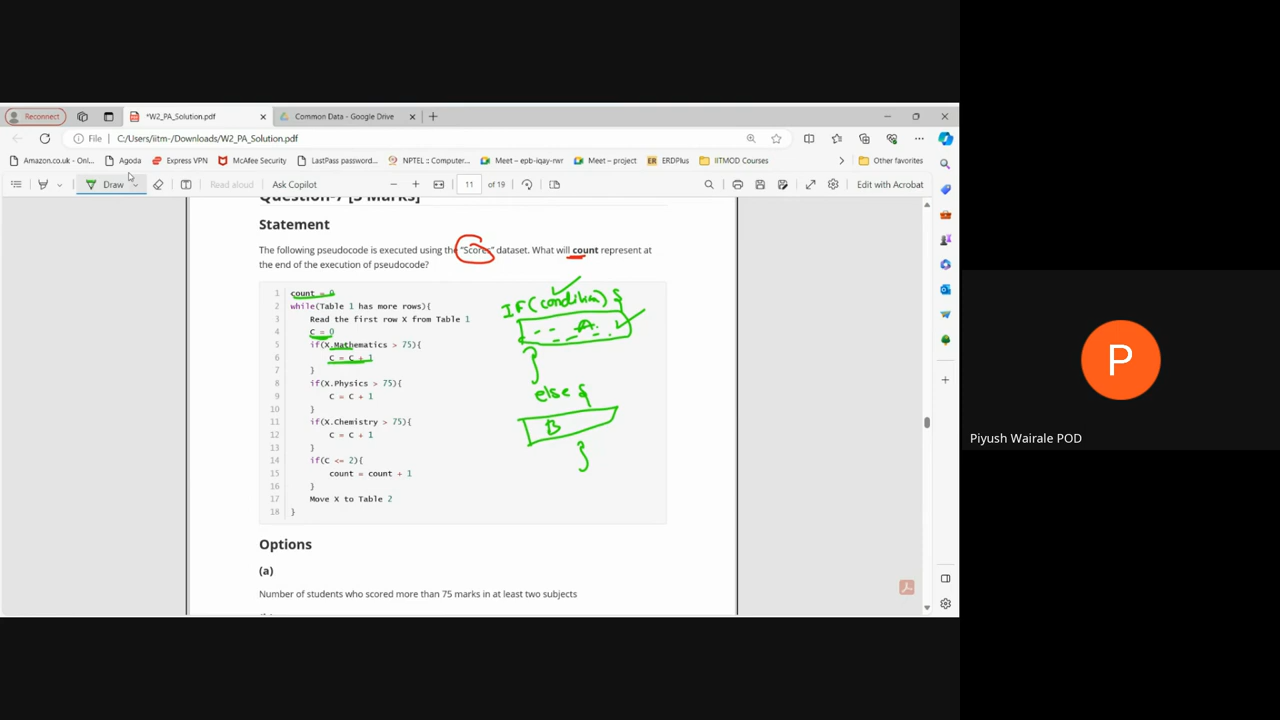 Reconnect
*W2_PA_Solution.pdf
Common Data - Google Drive
File
C:/Users/iitm-/Downloads/W2_PA_Solution.pdf
Amazon.co.uk - Onl...
Agoda
Express VPN
McAfee Security
LastPass password...
NPTEL :: Computer...
Meet – epb-iqay-rwr
Meet – project
ERDPlus
IITMOD Courses
Other favorites
Draw
Read aloud
Ask Copilot
11
of 19
Edit with Acrobat
Question-7 [5 Marks]
Statement
The following pseudocode is executed using the "Scores" dataset. What will count represent at
the end of the execution of pseudocode?
1 count = 0
2 while(Table 1 has more rows){
3 Read the first row X from Table 1
4 C = 0
5 if(X.Mathematics > 75){
6 C = C + 1
7 }
8 if(X.Physics > 75){
9 C = C + 1
10 }
11 if(X.Chemistry > 75){
12 C = C + 1
13 }
14 if(C <= 2){
15 count = count + 1
16 }
17 Move X to Table 2
18 }
If (condition) {
A
}
else {
B
}
Options
(a)
Number of students who scored more than 75 marks in at least two subjects
P
Piyush Wairale POD